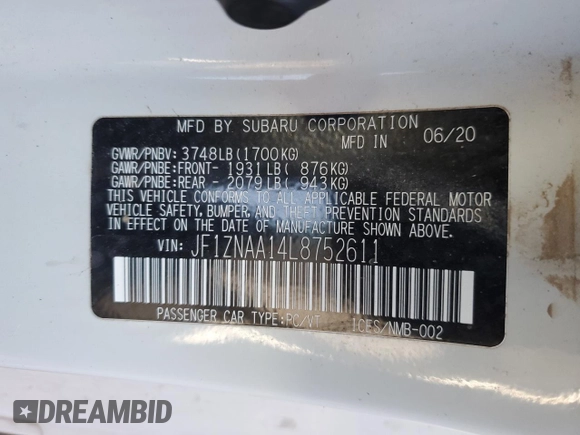 MFD BY SUBARU CORPORATION
MFD IN 06/20
GVWR/PNBV: 3748LB(1700KG)
GAWR/PNBE:FRONT- 1931LB( 876KG)
GAWR/PNBE:REAR - 2079LB( 943KG)
THIS VEHICLE CONFORMS TO ALL APPLICABLE FEDERAL MOTOR
VEHICLE SAFETY, BUMPER, AND THEFT PREVENTION STANDARDS
IN EFFECT ON THE DATE OF MANUFACTURE SHOWN ABOVE.
VIN: JF1ZNAA14L8752611
PASSENGER CAR TYPE:PC/VT ICES/NMB-002
DREAMBID